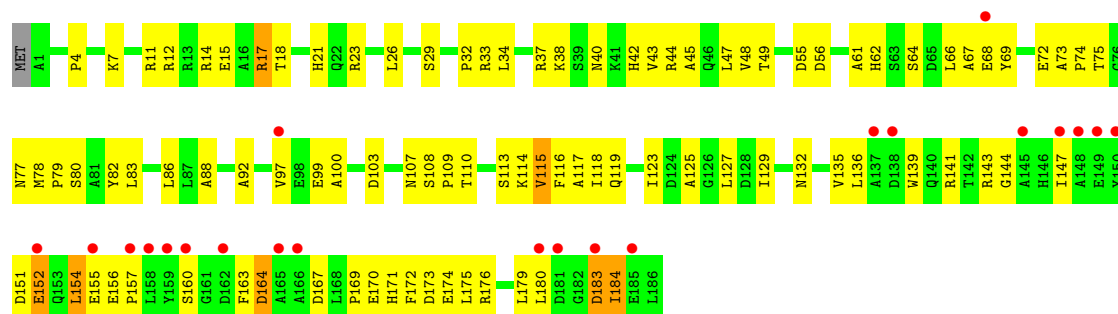 MET A1 P4 K7 R11 R12 R13 R14 E15 A16 R17 T18 H21 Q22 R23 L26 S29 P32 R33 L34 R37 K38 S39 N40 K41 H42 V43 R44 A45 Q46 L47 V48 T49 D55 D56 A61 H62 S63 S64 D65 L66 A67 E68 Y69 E72 A73 P74 T75 G76
N77 M78 P79 S80 A81 Y82 L83 L86 L87 A88 A92 V97 E98 E99 A100 D103 N107 S108 P109 T110 S113 K114 V115 F116 A117 I118 Q119 I123 D124 A125 G126 L127 D128 I129 N132 V135 L136 A137 D138 W139 Q140 R141 T142 R143 G144 A145 H146 I147 A148 E149 Y150
D151 E152 Q153 L154 E155 E156 P157 L158 Y159 S160 G161 D162 F163 D164 A165 A166 D167 L168 P169 E170 H171 F172 D173 E174 L175 R176 L179 L180 D181 G182 D183 I184 E185 L186